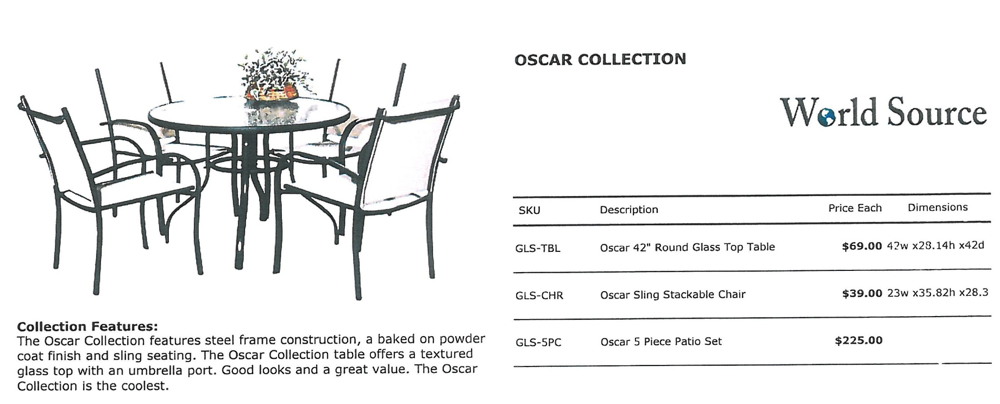 OSCAR COLLECTION
World Source
SKU Description Price Each Dimensions
GLS-TBL Oscar 42" Round Glass Top Table $69.00 42w x28.14h x42d
GLS-CHR Oscar Sling Stackable Chair $39.00 23w x35.82h x28.3
GLS-5PC Oscar 5 Piece Patio Set $225.00
Collection Features:
The Oscar Collection features steel frame construction, a baked on powder
coat finish and sling seating. The Oscar Collection table offers a textured
glass top with an umbrella port. Good looks and a great value. The Oscar
Collection is the coolest.